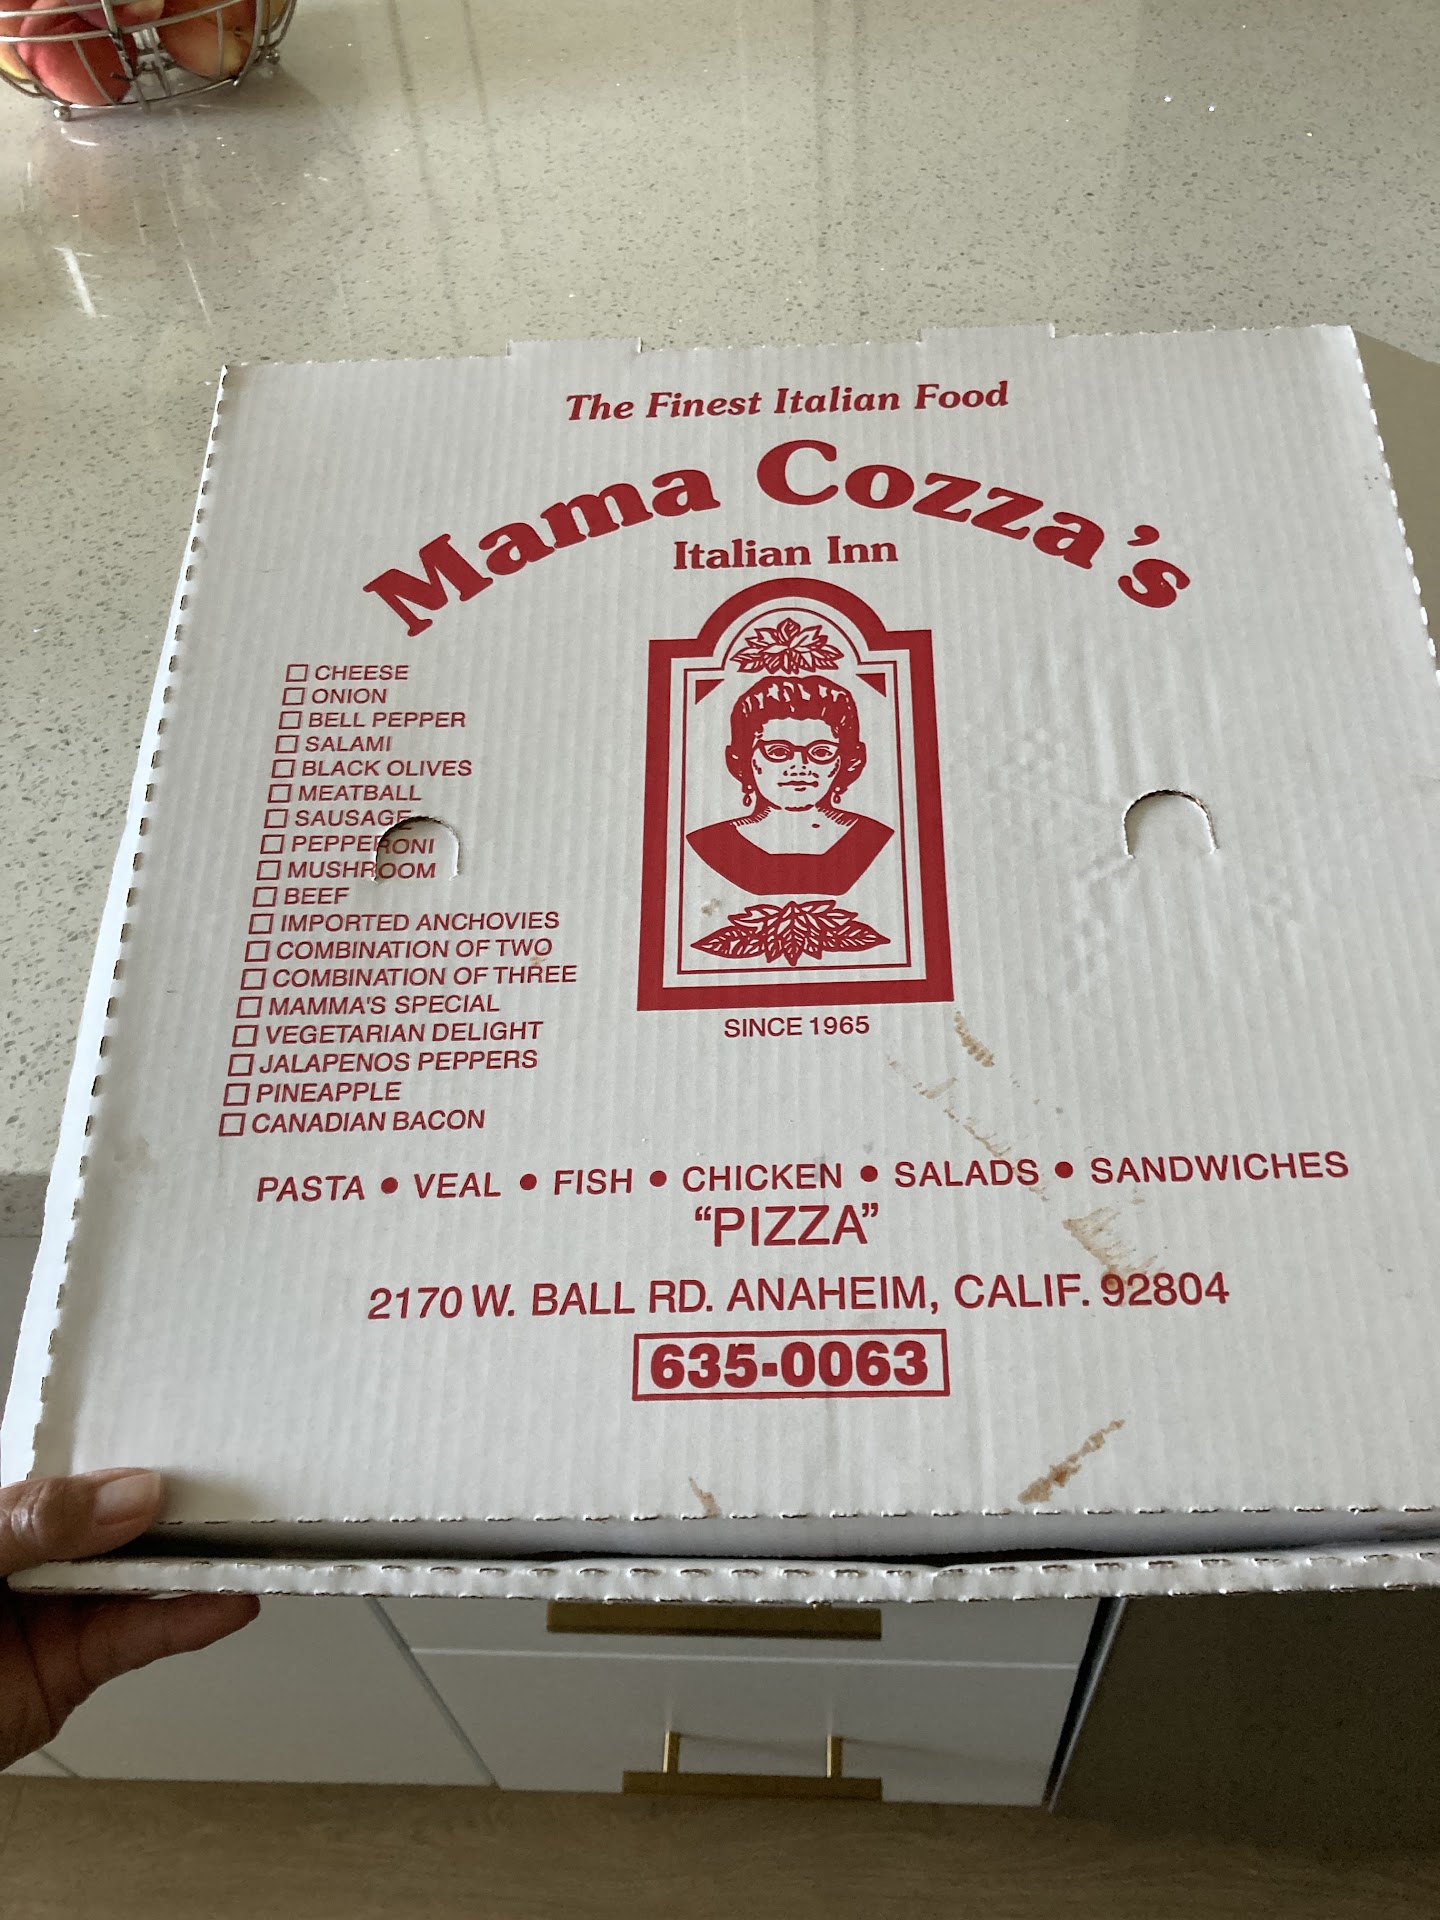 The Finest Italian Food
Mama Cozza's
Italian Inn
CHEESE
ONION
BELL PEPPER
SALAMI
BLACK OLIVES
MEATBALL
SAUSAGE
PEPPERONI
MUSHROOM
BEEF
IMPORTED ANCHOVIES
COMBINATION OF TWO
COMBINATION OF THREE
MAMMA'S SPECIAL
VEGETARIAN DELIGHT
JALAPENOS PEPPERS
PINEAPPLE
CANADIAN BACON
SINCE 1965
PASTA • VEAL • FISH • CHICKEN • SALADS • SANDWICHES
“PIZZA”
2170 W. BALL RD. ANAHEIM, CALIF. 92804
635-0063